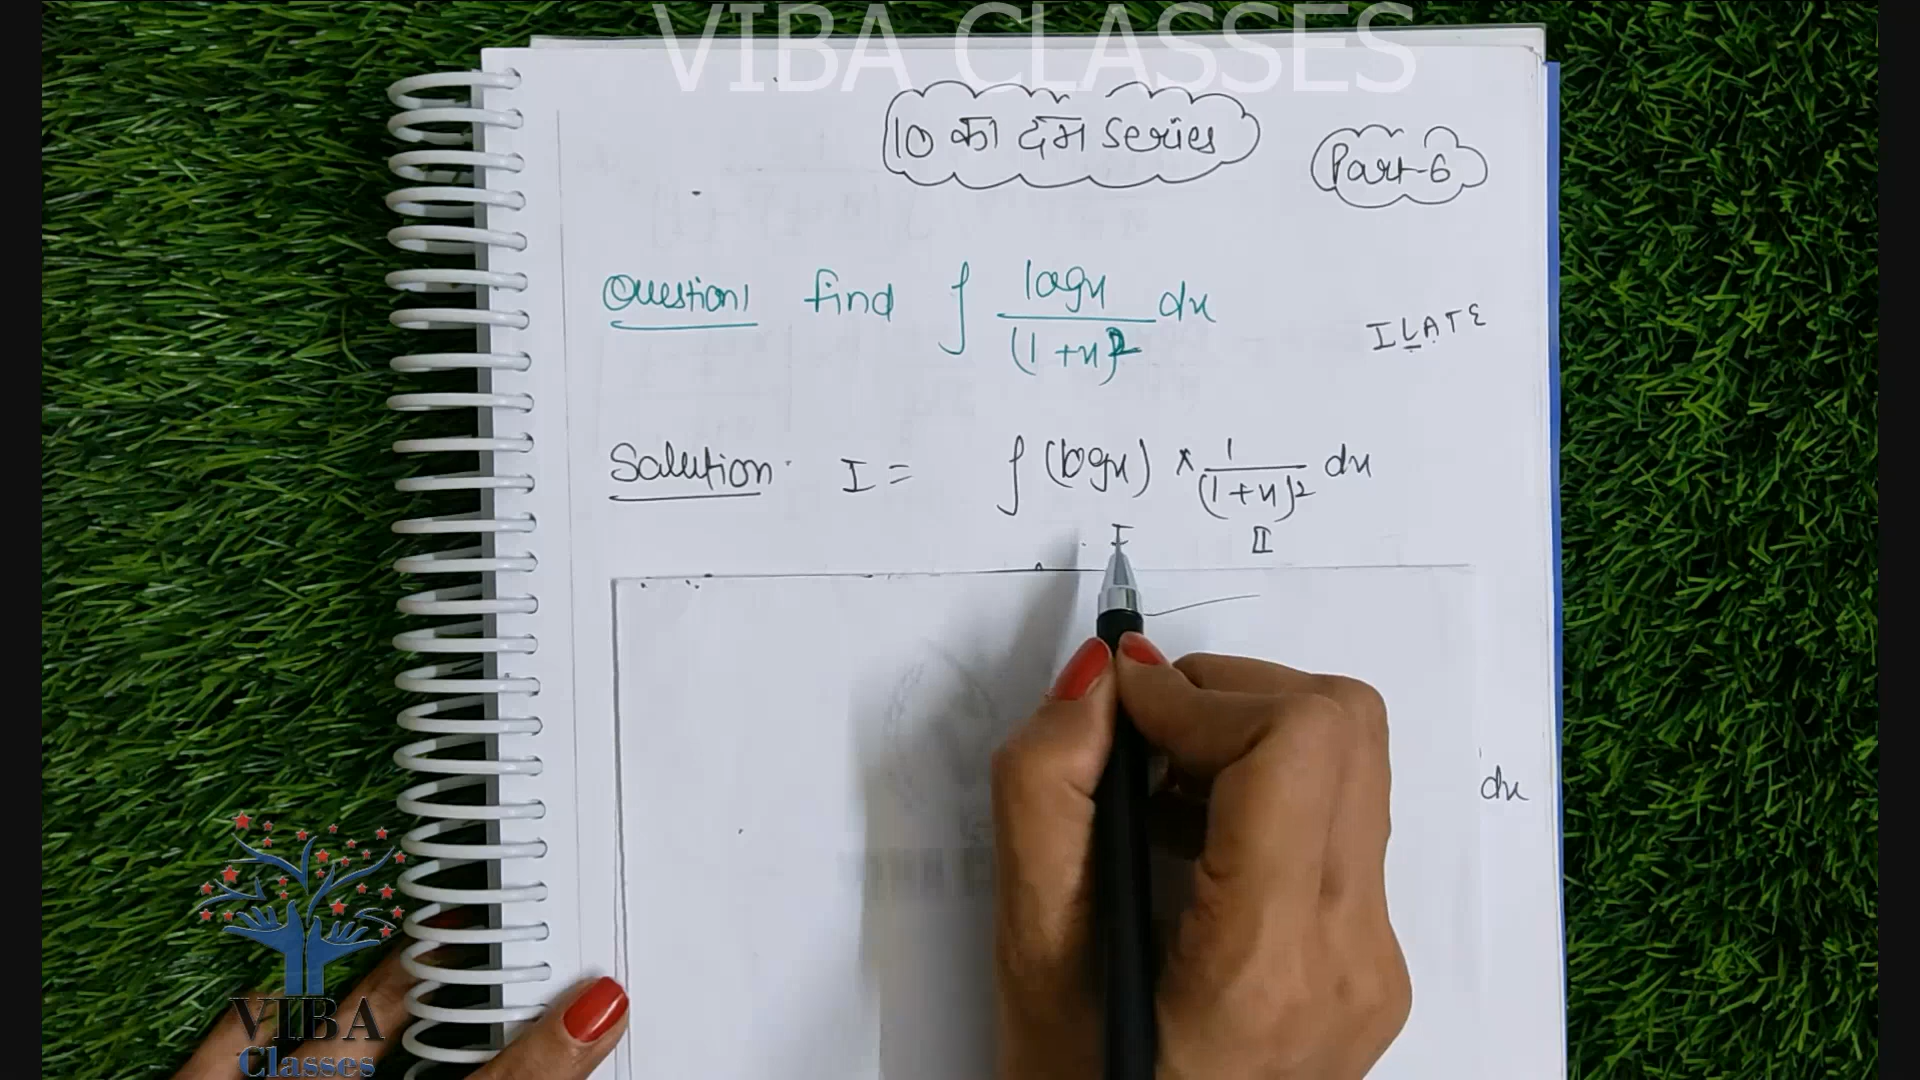 VIBA CLASSES
10 का दम Series
Part-6
Question1 find ∫ logx/(1+x)² dx
ILATE
Solution I = ∫ (logx) × 1/(1+x)² dx
I II
dx
VIBA
Classes